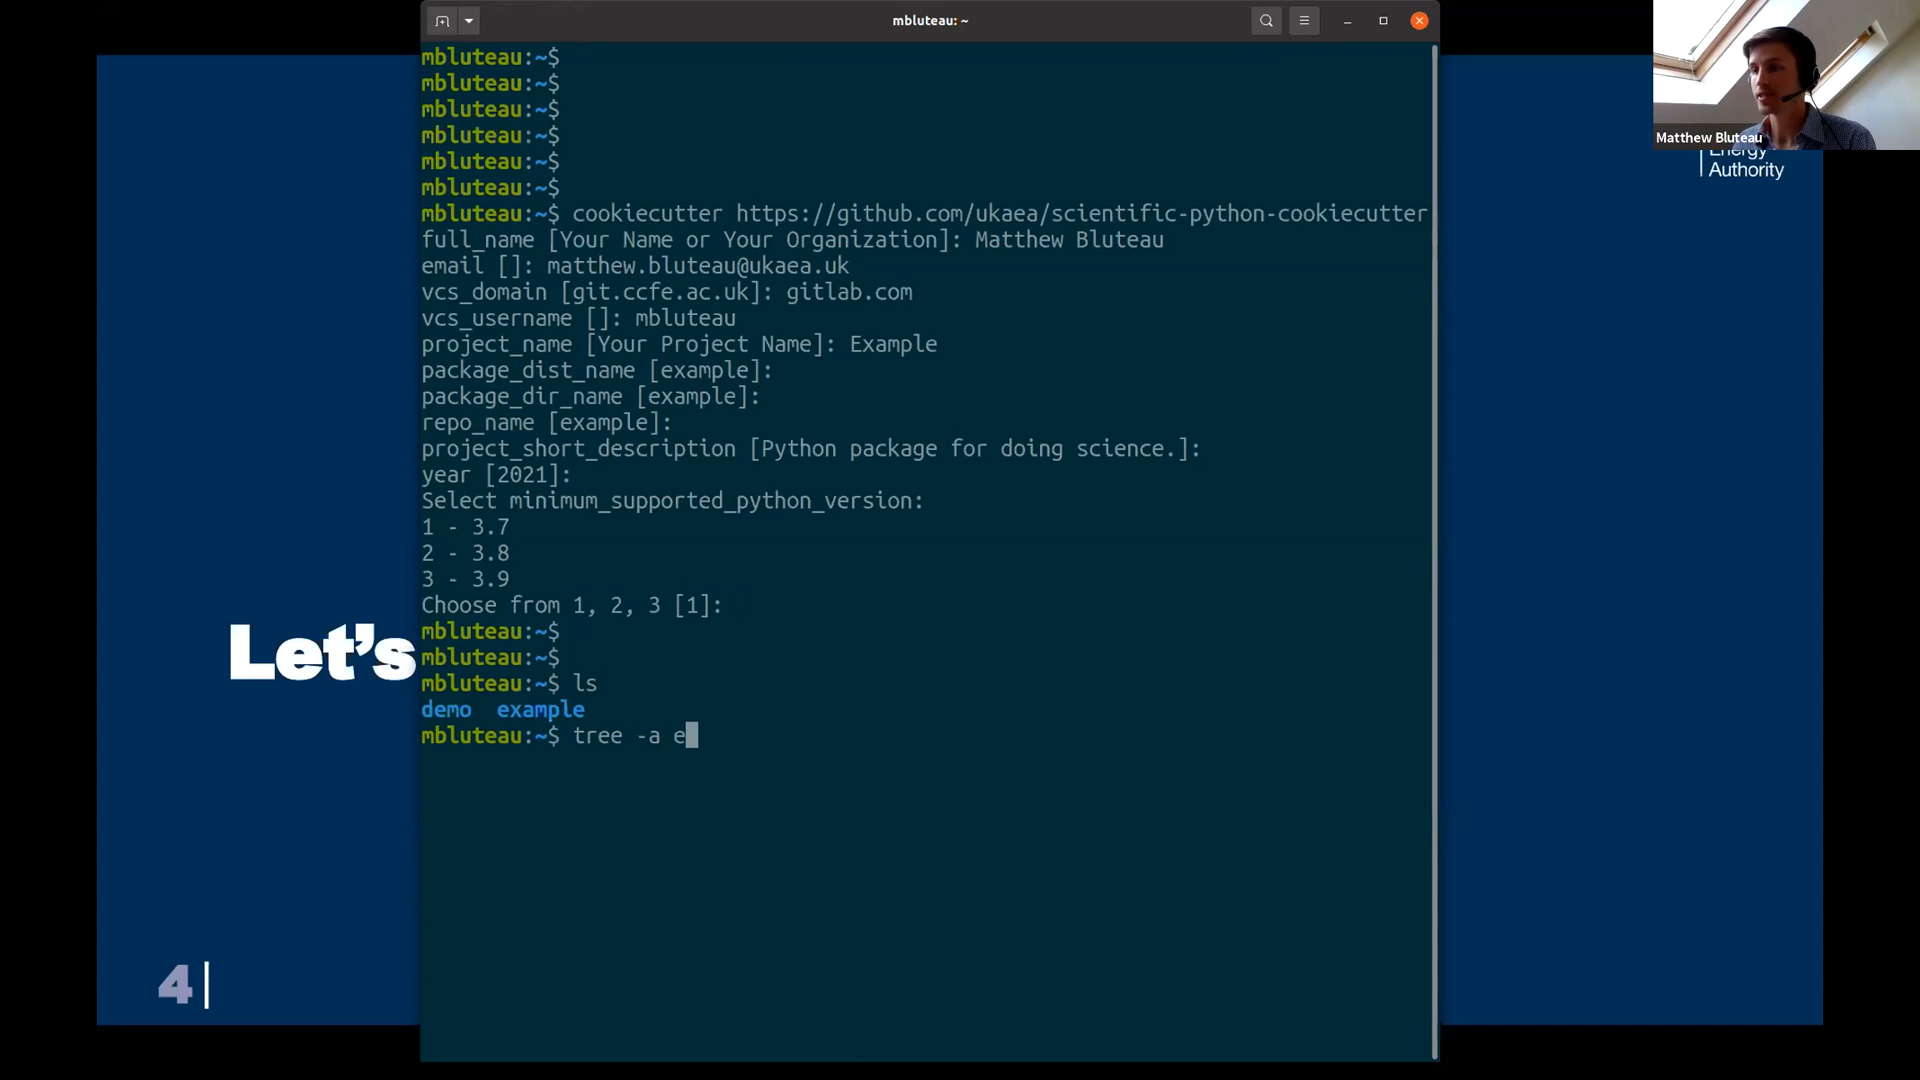 mbluteau: ~
mbluteau:~$
mbluteau:~$
mbluteau:~$
mbluteau:~$
mbluteau:~$
mbluteau:~$
mbluteau:~$ cookiecutter https://github.com/ukaea/scientific-python-cookiecutter
full_name [Your Name or Your Organization]: Matthew Bluteau
email []: matthew.bluteau@ukaea.uk
vcs_domain [git.ccfe.ac.uk]: gitlab.com
vcs_username []: mbluteau
project_name [Your Project Name]: Example
package_dist_name [example]:
package_dir_name [example]:
repo_name [example]:
project_short_description [Python package for doing science.]:
year [2021]:
Select minimum_supported_python_version:
1 - 3.7
2 - 3.8
3 - 3.9
Choose from 1, 2, 3 [1]:
mbluteau:~$
mbluteau:~$
mbluteau:~$ ls
demo example
mbluteau:~$ tree -a e
Let's
4
Matthew Bluteau
Energy
Authority